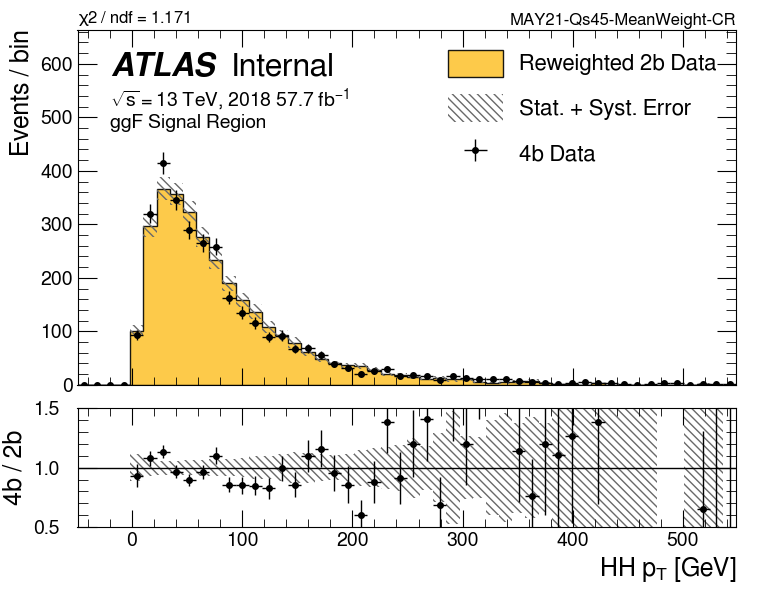 χ2 / ndf = 1.171
MAY21-Qs45-MeanWeight-CR
Events / bin
600
500
400
300
200
100
0
ATLAS Internal
√s = 13 TeV, 2018 57.7 fb⁻¹
ggF Signal Region
Reweighted 2b Data
Stat. + Syst. Error
4b Data
4b / 2b
1.5
1.0
0.5
0 100 200 300 400 500
HH p_T [GeV]